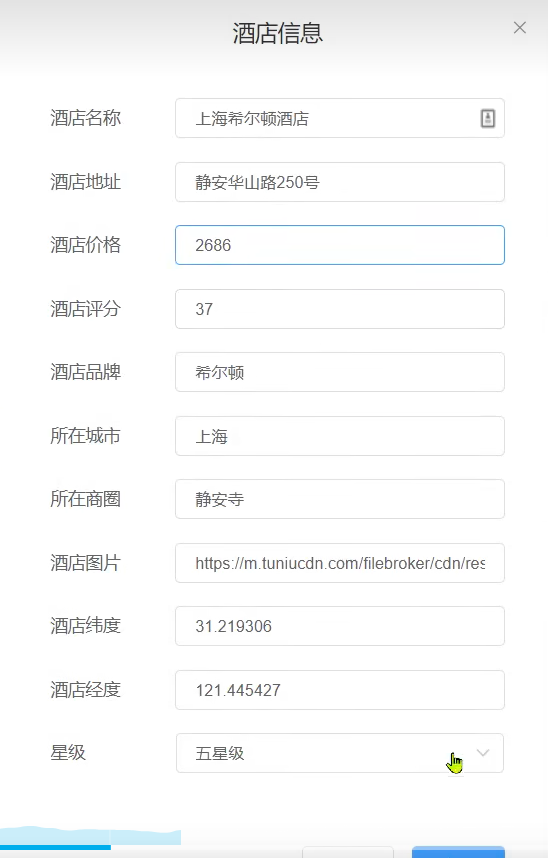 酒店信息
酒店名称 上海希尔顿酒店
酒店地址 静安华山路250号
酒店价格 2686
酒店评分 37
酒店品牌 希尔顿
所在城市 上海
所在商圈 静安寺
酒店图片 https://m.tuniucdn.com/filebroker/cdn/res
酒店纬度 31.219306
酒店经度 121.445427
星级 五星级